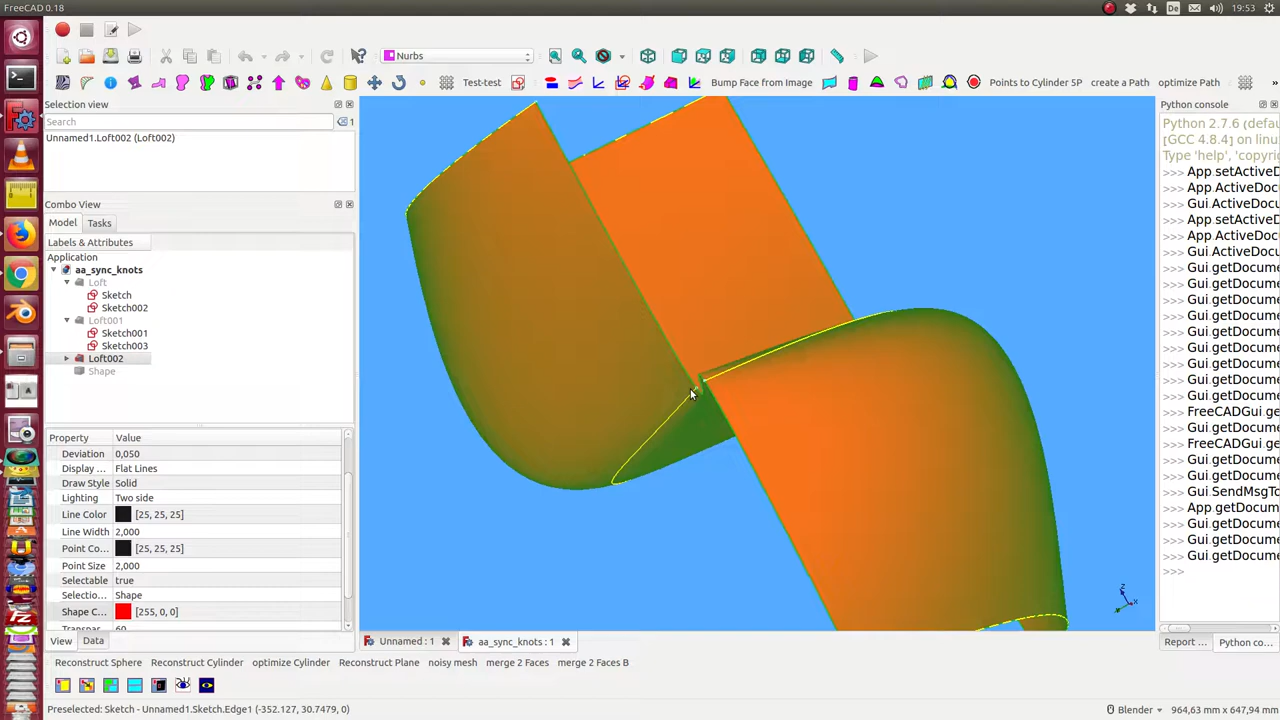 FreeCAD 0.18
De
19:53
Nurbs
Test-test
Bump Face from Image
Points to Cylinder 5P
create a Path
optimize Path
»
Selection view
Search
1
Unnamed1.Loft002 (Loft002)
Combo View
Model
Tasks
Labels & Attributes
Application
aa_sync_knots
Loft
Sketch
Sketch002
Loft001
Sketch001
Sketch003
Loft002
Shape
Property
Value
Deviation
0,050
Display ...
Flat Lines
Draw Style
Solid
Lighting
Two side
Line Color
[25, 25, 25]
Line Width
2,000
Point Co...
[25, 25, 25]
Point Size
2,000
Selectable
true
Selectio...
Shape
Shape C...
[255, 0, 0]
View
Data
Unnamed : 1
aa_sync_knots : 1
Z
X
Python console
Python 2.7.6 (defau
[GCC 4.8.4] on linu
Type 'help', 'copyri
>>> App.setActiveD
>>> App.ActiveDoc
>>> Gui.ActiveDocu
>>> App.setActiveD
>>> App.ActiveDoc
>>> Gui.ActiveDocu
>>> Gui.getDocume
>>> Gui.getDocume
>>> Gui.getDocume
>>> Gui.getDocume
>>> Gui.getDocume
>>> Gui.getDocume
>>> Gui.getDocume
>>> Gui.getDocume
>>> Gui.getDocume
>>> FreeCADGui.ge
>>> Gui.getDocume
>>> FreeCADGui.ge
>>> Gui.getDocume
>>> Gui.getDocume
>>> Gui.SendMsgTo
>>> App.getDocum
>>> Gui.getDocume
>>> Gui.getDocume
>>> Gui.getDocume
>>>
Report ...
Python co...
Reconstruct Sphere
Reconstruct Cylinder
optimize Cylinder
Reconstruct Plane
noisy mesh
merge 2 Faces
merge 2 Faces B
Preselected: Sketch - Unnamed1.Sketch.Edge1 (-352.127, 30.7479, 0)
Blender
964,63 mm x 647,94 mm